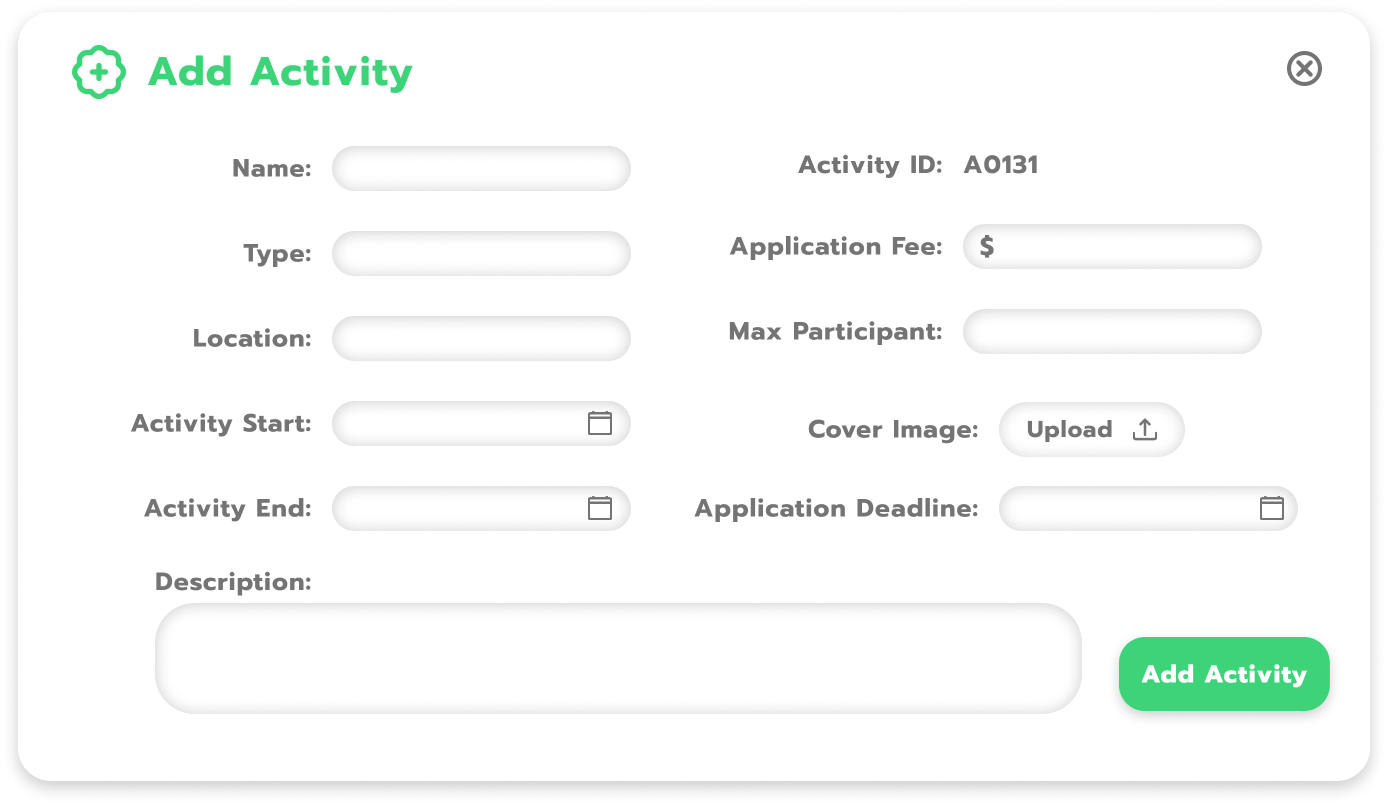 Add Activity
Name:
Activity ID: A0131
Type:
Application Fee: $
Location:
Max Participant:
Activity Start:
Cover Image: Upload
Activity End:
Application Deadline:
Description:
Add Activity